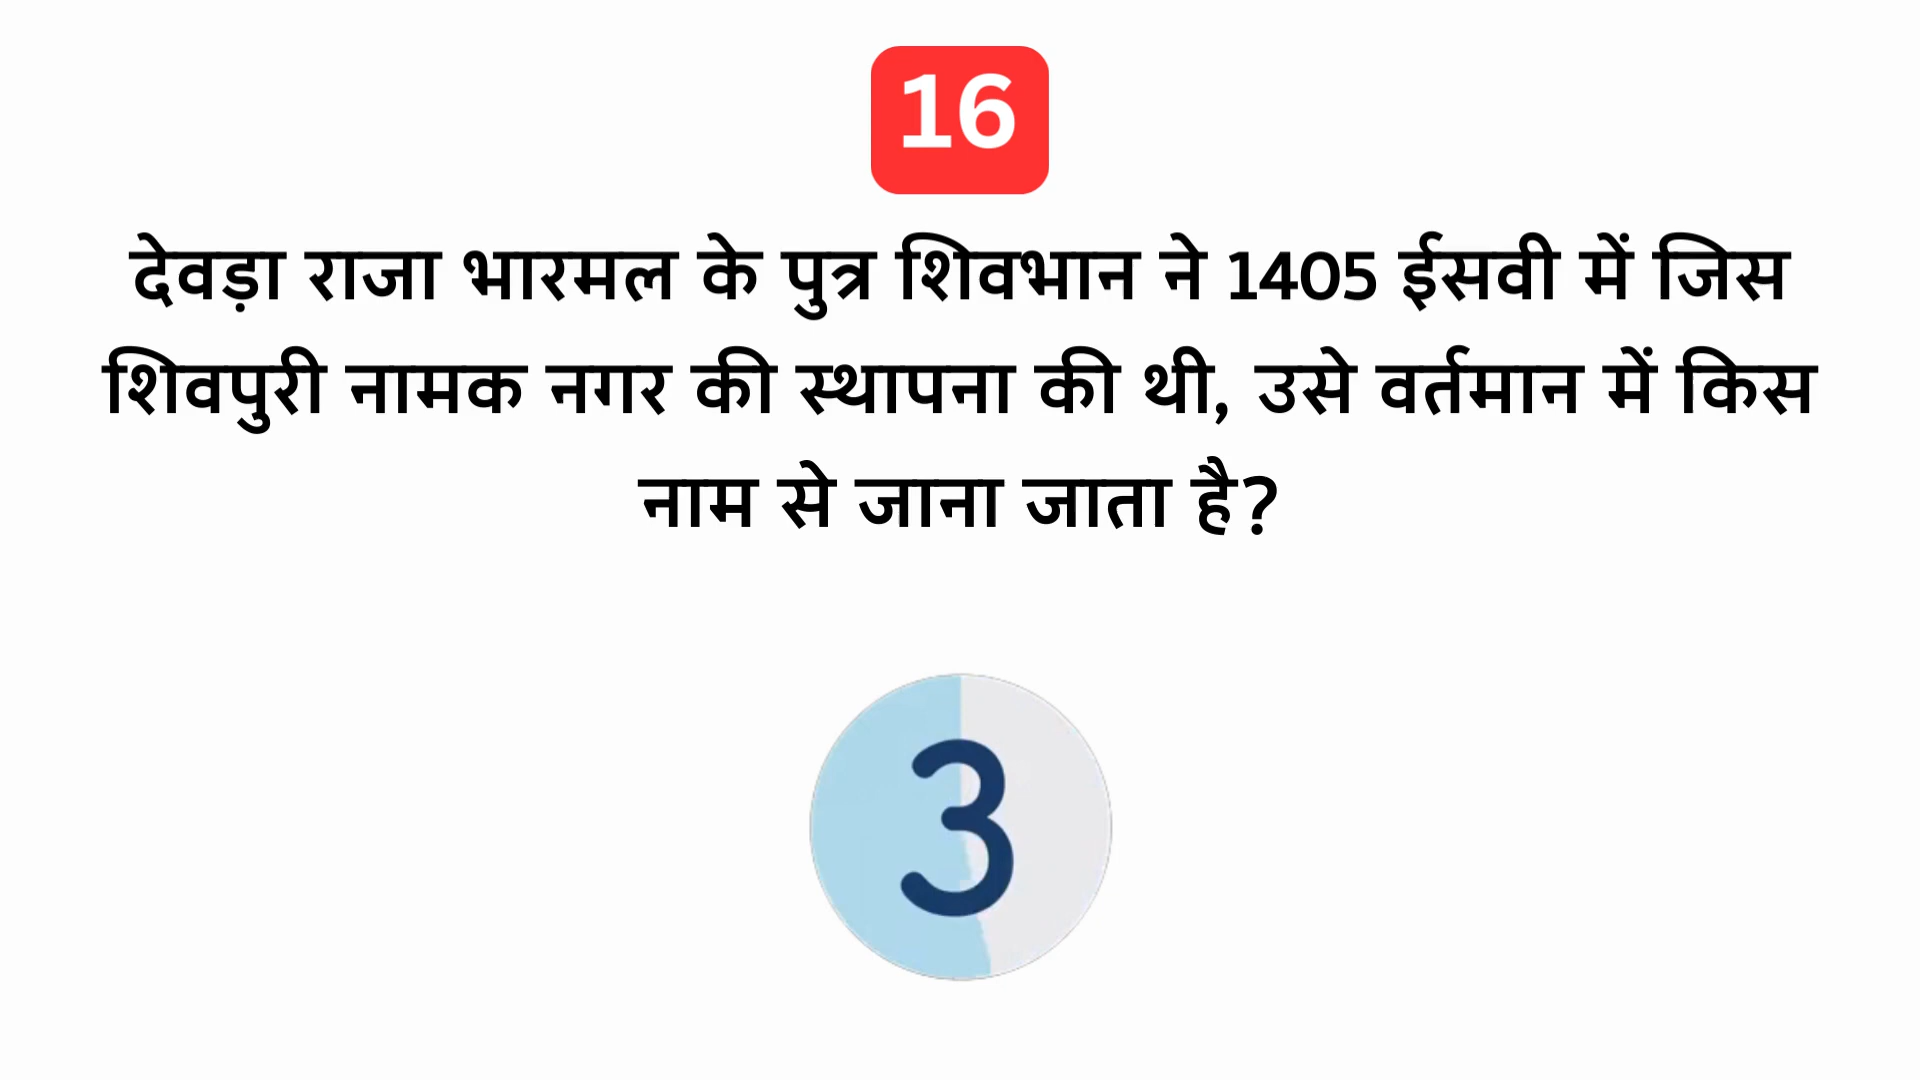 16
देवड़ा राजा भारमल के पुत्र शिवभान ने 1405 ईसवी में जिस
शिवपुरी नामक नगर की स्थापना की थी, उसे वर्तमान में किस
नाम से जाना जाता है?
3